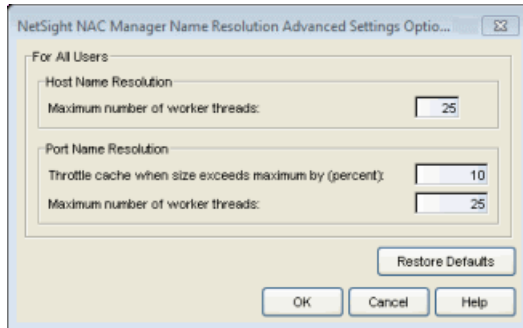 NetSight NAC Manager Name Resolution Advanced Settings Optio...
For All Users
Host Name Resolution
Maximum number of worker threads: 25
Port Name Resolution
Throttle cache when size exceeds maximum by (percent): 10
Maximum number of worker threads: 25
Restore Defaults
OK Cancel Help